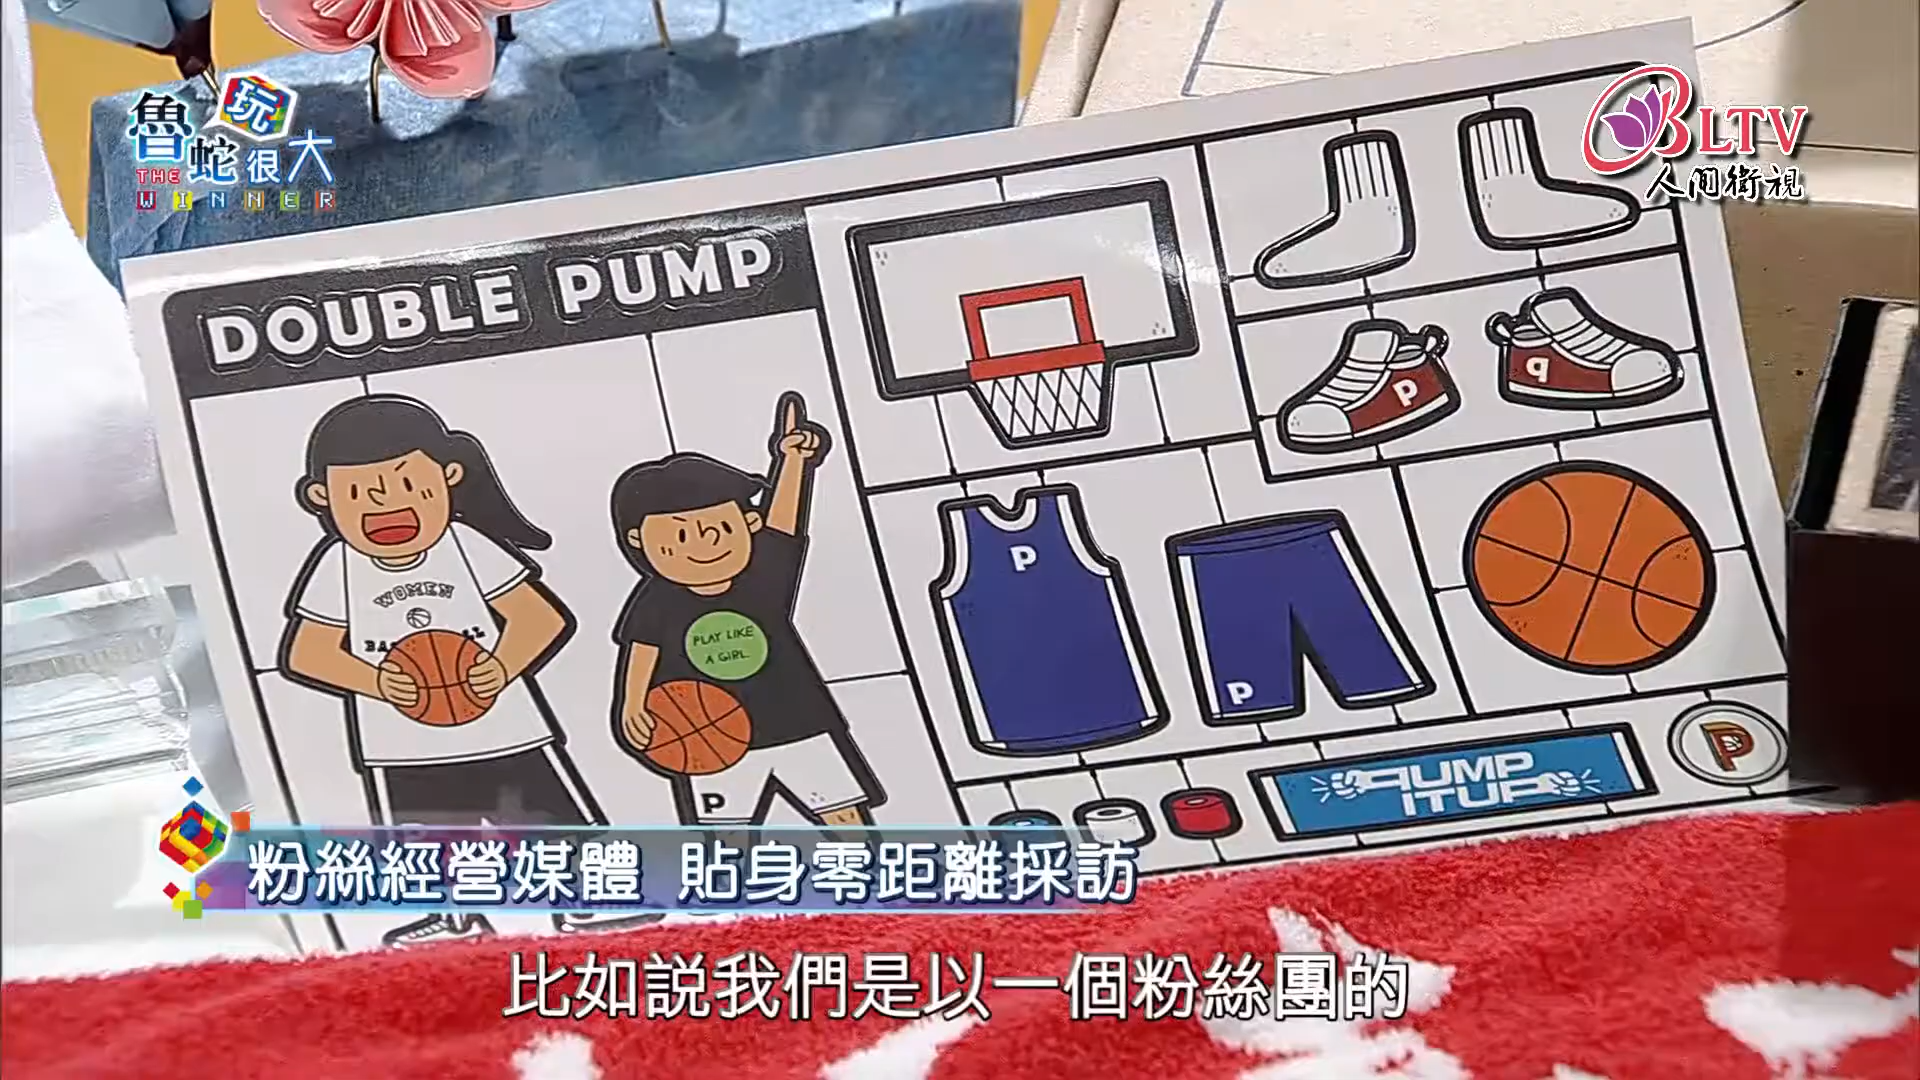 魯蛇玩很大
THE
WINNER
BLTV
人間衛視
DOUBLE PUMP
WOMEN
PLAY LIKE
A GIRL
P
P
P
P
P
PUMP
IT UP
P
粉絲經營媒體 貼身零距離採訪
比如說我們是以一個粉絲團的